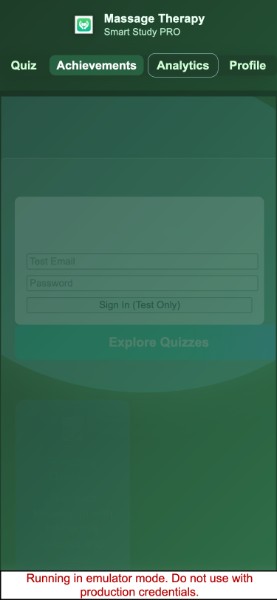 Massage Therapy
Smart Study PRO
Quiz
Achievements
Analytics
Profile
Test Email
Password
Sign in (Test Only)
Explore Quizzes
Running in emulator mode. Do not use with
production credentials.